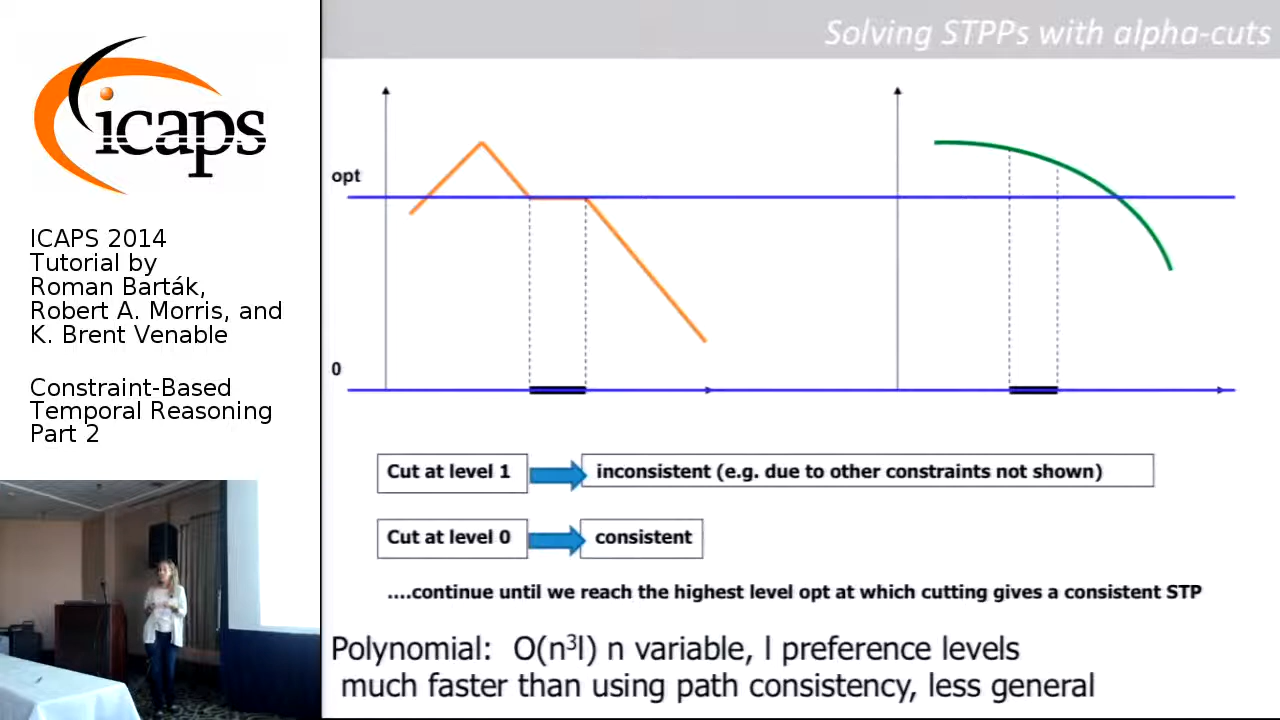 icaps
ICAPS 2014
Tutorial by
Roman Barták,
Robert A. Morris, and
K. Brent Venable
Constraint-Based
Temporal Reasoning
Part 2
Solving STPPs with alpha-cuts
opt
0
Cut at level 1
inconsistent (e.g. due to other constraints not shown)
Cut at level 0
consistent
....continue until we reach the highest level opt at which cutting gives a consistent STP
Polynomial: O(n³l) n variable, l preference levels
much faster than using path consistency, less general